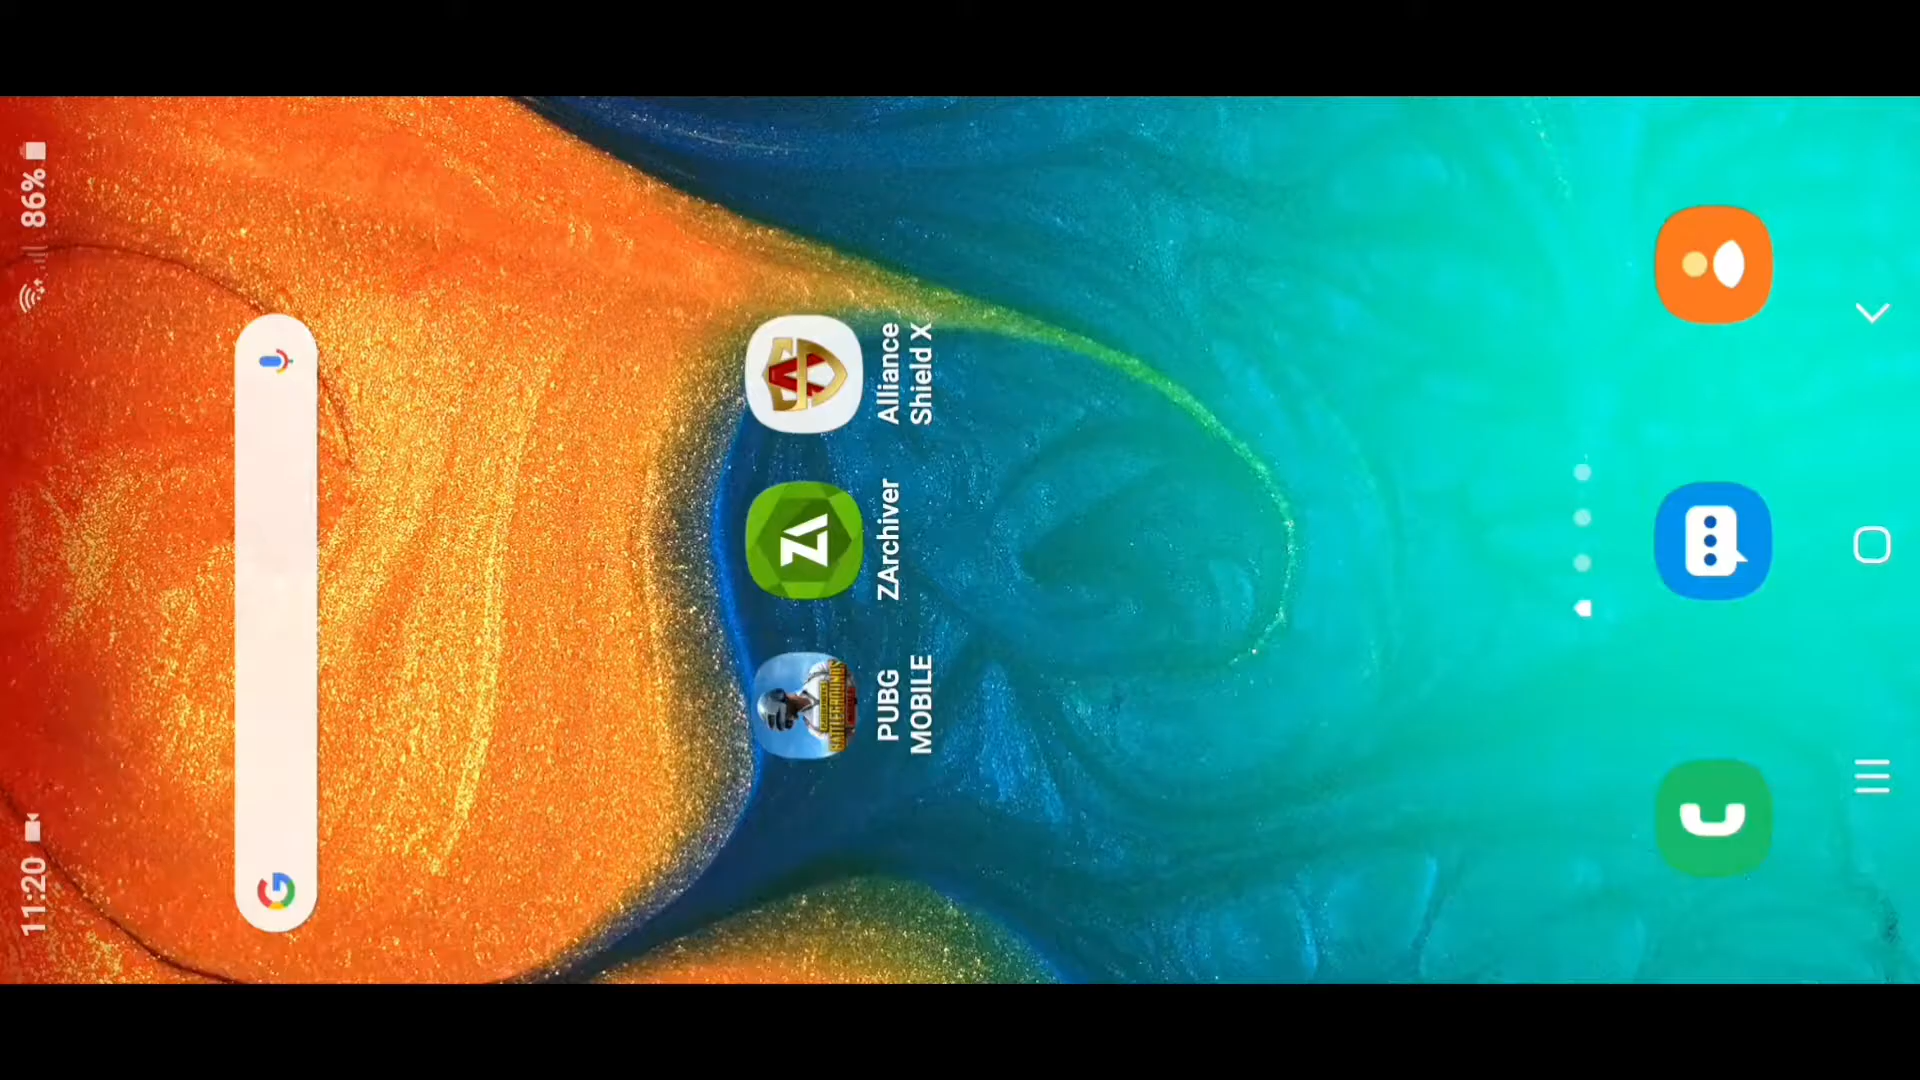 11:20
86%
PUBG
MOBILE
ZArchiver
Alliance
Shield X